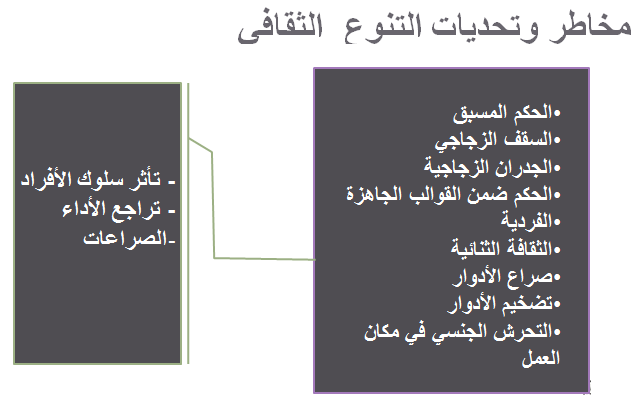 مخاطر وتحديات التنوع الثقافي
•الحكم المسبق
•السقف الزجاجي
•الجدران الزجاجية
•الحكم ضمن القوالب الجاهزة
•الفردية
•الثقافة الثنائية
•صراع الأدوار
•تضخيم الأدوار
•التحرش الجنسي في مكان
العمل
- تأثر سلوك الأفراد
- تراجع الأداء
-الصراعات